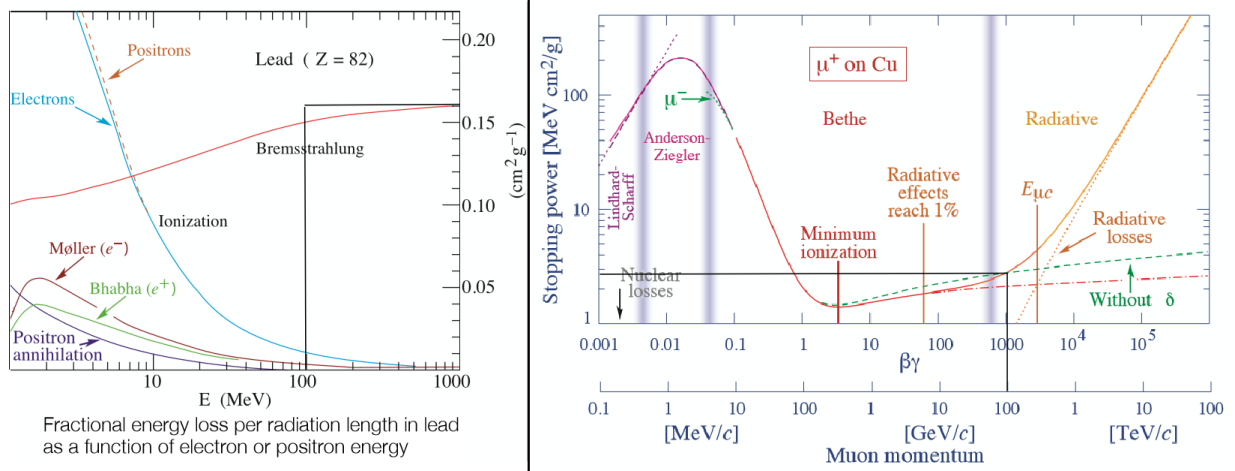 0.20
Positrons
Lead ( Z = 82)
Electrons
0.15
Bremsstrahlung
(cm² g⁻¹)
0.10
Ionization
Møller (e⁻)
Bhabha (e⁺)
0.05
Positron
annihilation
10
100
1000
E (MeV)
Fractional energy loss per radiation length in lead
as a function of electron or positron energy
Stopping power [MeV cm²/g]
100
10
1
μ⁺ on Cu
μ⁻
Bethe
Radiative
Anderson-
Ziegler
Lindhard-
Scharff
Radiative
effects
reach 1%
Eμc
Radiative
losses
Minimum
ionization
Nuclear
losses
Without δ
0.001
0.01
0.1
1
10
100
1000
10⁴
10⁵
βγ
0.1
1
10
100
1
10
100
1
10
100
[MeV/c]
[GeV/c]
[TeV/c]
Muon momentum